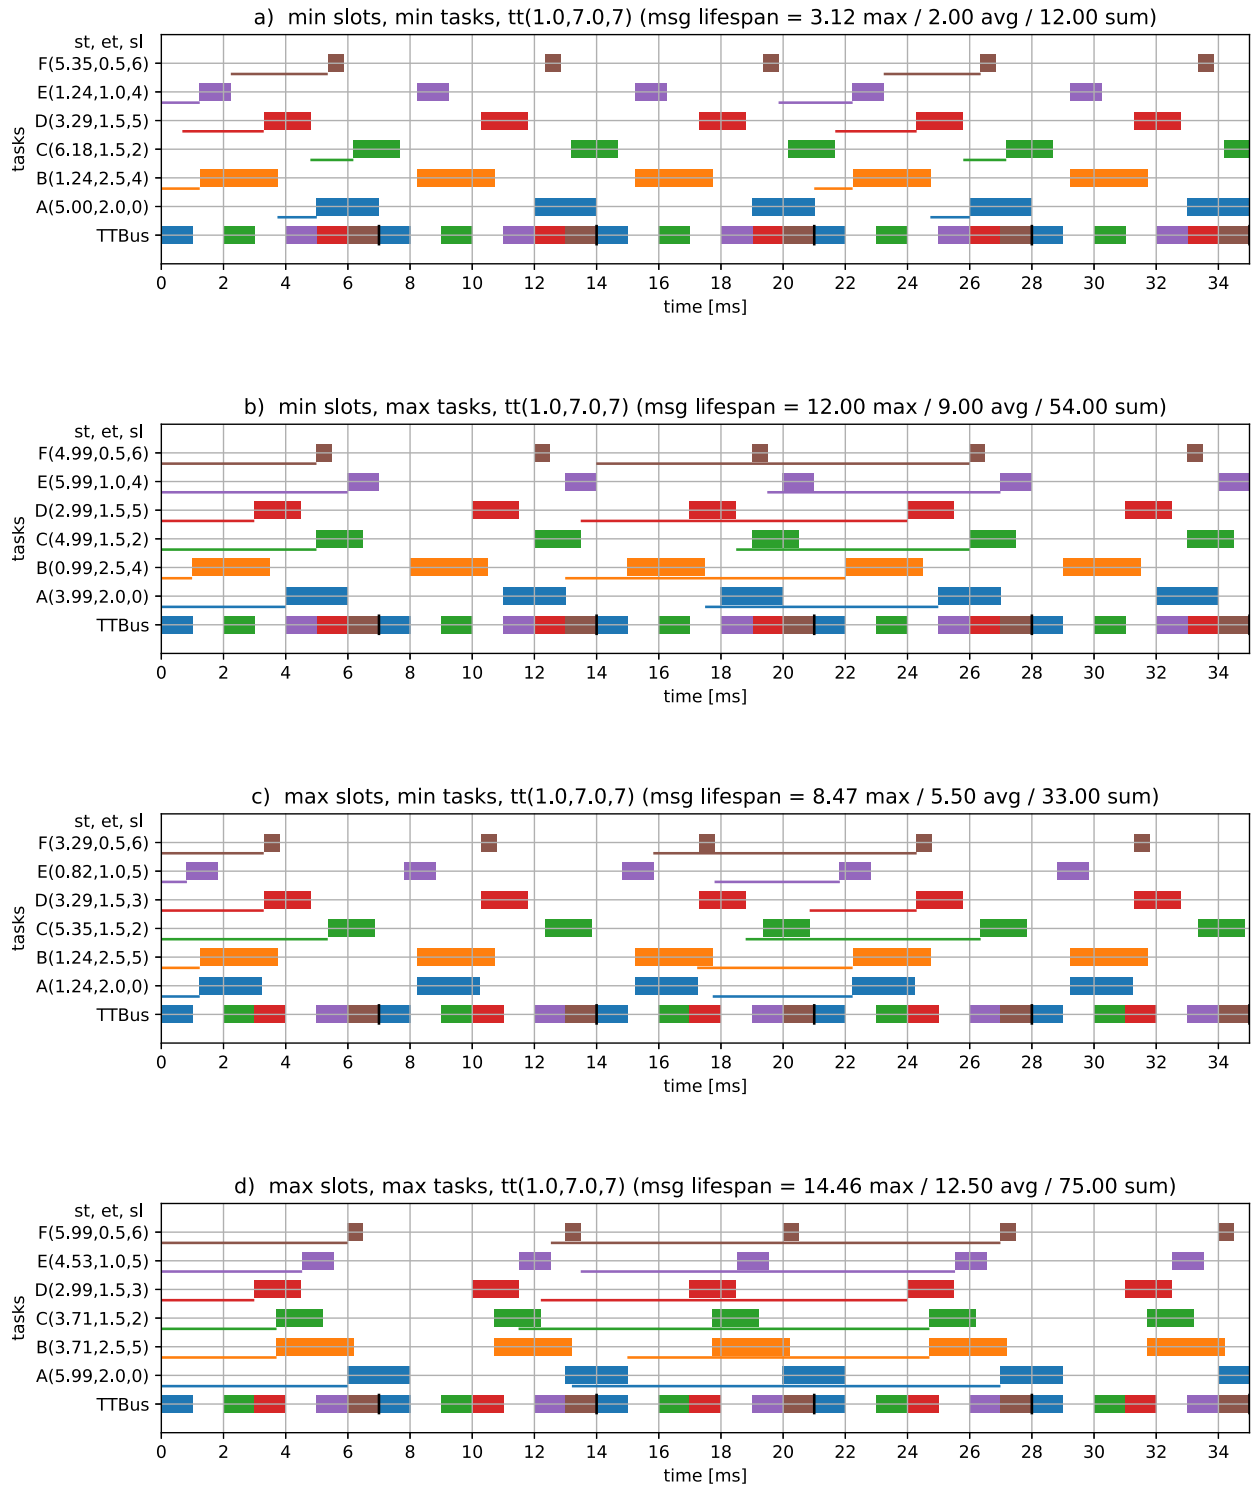 a)  min slots, min tasks, tt(1.0,7.0,7) (msg lifespan = 3.12 max / 2.00 avg / 12.00 sum)
st, et, sl
F(5.35,0.5,6)
E(1.24,1.0,4)
D(3.29,1.5,5)
C(6.18,1.5,2)
B(1.24,2.5,4)
A(5.00,2.0,0)
TTBus
tasks
0 2 4 6 8 10 12 14 16 18 20 22 24 26 28 30 32 34
time [ms]
b)  min slots, max tasks, tt(1.0,7.0,7) (msg lifespan = 12.00 max / 9.00 avg / 54.00 sum)
st, et, sl
F(4.99,0.5,6)
E(5.99,1.0,4)
D(2.99,1.5,5)
C(4.99,1.5,2)
B(0.99,2.5,4)
A(3.99,2.0,0)
TTBus
tasks
0 2 4 6 8 10 12 14 16 18 20 22 24 26 28 30 32 34
time [ms]
c)  max slots, min tasks, tt(1.0,7.0,7) (msg lifespan = 8.47 max / 5.50 avg / 33.00 sum)
st, et, sl
F(3.29,0.5,6)
E(0.82,1.0,5)
D(3.29,1.5,3)
C(5.35,1.5,2)
B(1.24,2.5,5)
A(1.24,2.0,0)
TTBus
tasks
0 2 4 6 8 10 12 14 16 18 20 22 24 26 28 30 32 34
time [ms]
d)  max slots, max tasks, tt(1.0,7.0,7) (msg lifespan = 14.46 max / 12.50 avg / 75.00 sum)
st, et, sl
F(5.99,0.5,6)
E(4.53,1.0,5)
D(2.99,1.5,3)
C(3.71,1.5,2)
B(3.71,2.5,5)
A(5.99,2.0,0)
TTBus
tasks
0 2 4 6 8 10 12 14 16 18 20 22 24 26 28 30 32 34
time [ms]